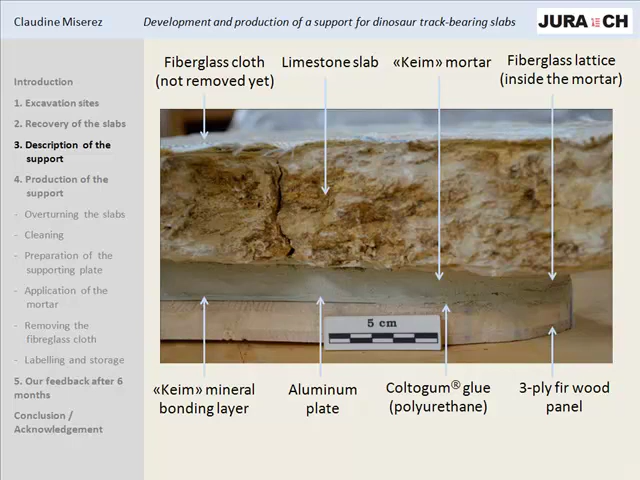 Claudine Miserez
Development and production of a support for dinosaur track-bearing slabs
JURA CH
Introduction
1. Excavation sites
2. Recovery of the slabs
3. Description of the
support
4. Production of the
support
- Overturning the slabs
- Cleaning
- Preparation of the
supporting plate
- Application of the
mortar
- Removing the
fibreglass cloth
- Labelling and storage
5. Our feedback after 6
months
Conclusion /
Acknowledgement
Fiberglass cloth
(not removed yet)
Limestone slab
«Keim» mortar
Fiberglass lattice
(inside the mortar)
5 cm
«Keim» mineral
bonding layer
Aluminum
plate
Coltogum® glue
(polyurethane)
3-ply fir wood
panel